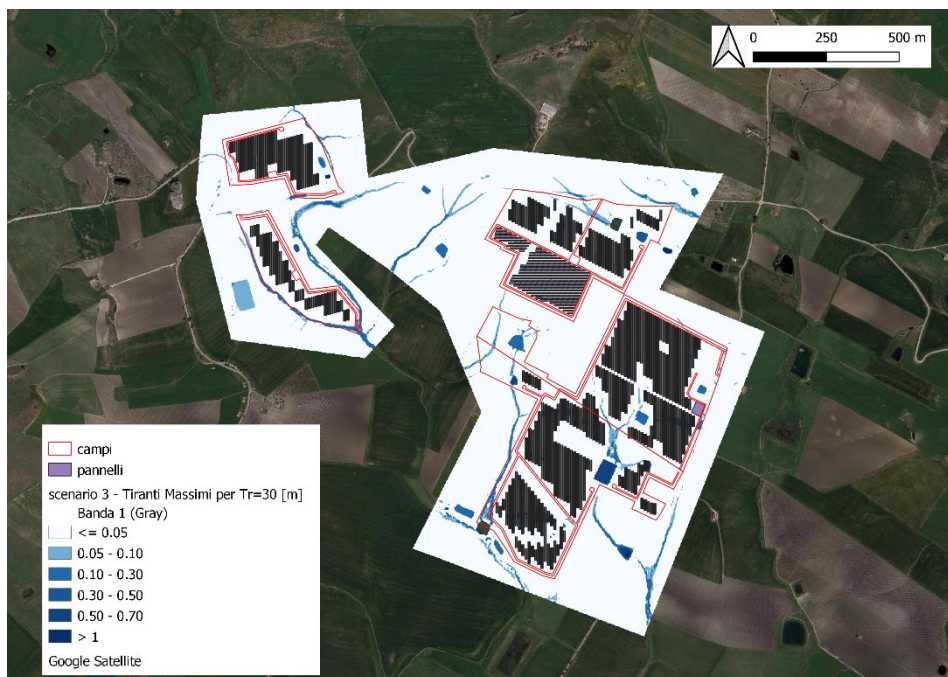 0 250 500 m
campi
pannelli
scenario 3 - Tiranti Massimi per Tr=30 [m]
Banda 1 (Gray)
<= 0.05
0.05 - 0.10
0.10 - 0.30
0.30 - 0.50
0.50 - 0.70
> 1
Google Satellite